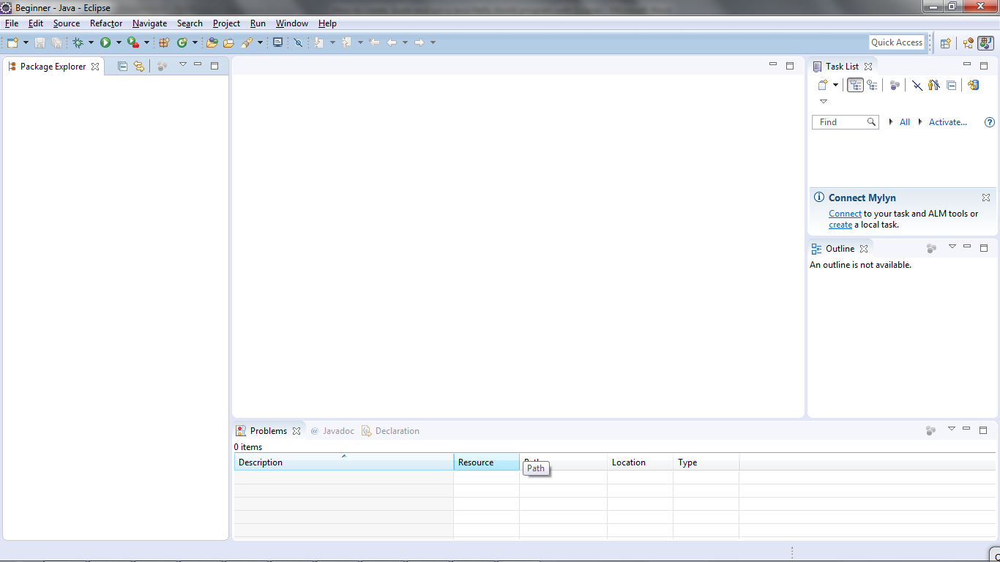 Beginner - Java - Eclipse
File Edit Source Refactor Navigate Search Project Run Window Help
Quick Access
Package Explorer
Task List
Find All Activate...
Connect Mylyn
Connect to your task and ALM tools or
create a local task.
Outline
An outline is not available.
Problems @ Javadoc Declaration
0 items
Description Resource Path Location Type
Path